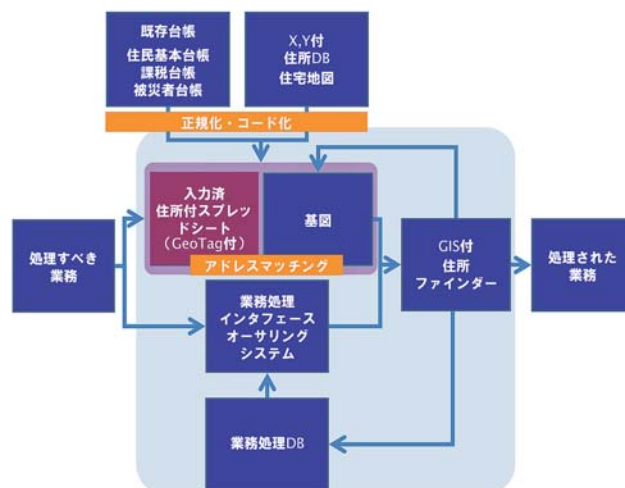 既存台帳
住民基本台帳
課税台帳
被災者台帳
X,Y付
住所DB
住宅地図
正規化・コード化
入力済
住所付スプレッ
ドシート
（GeoTag付）
基図
アドレスマッチング
処理すべき
業務
業務処理
インタフェース
オーサリング
システム
GIS付
住所
ファインダー
処理された
業務
業務処理DB